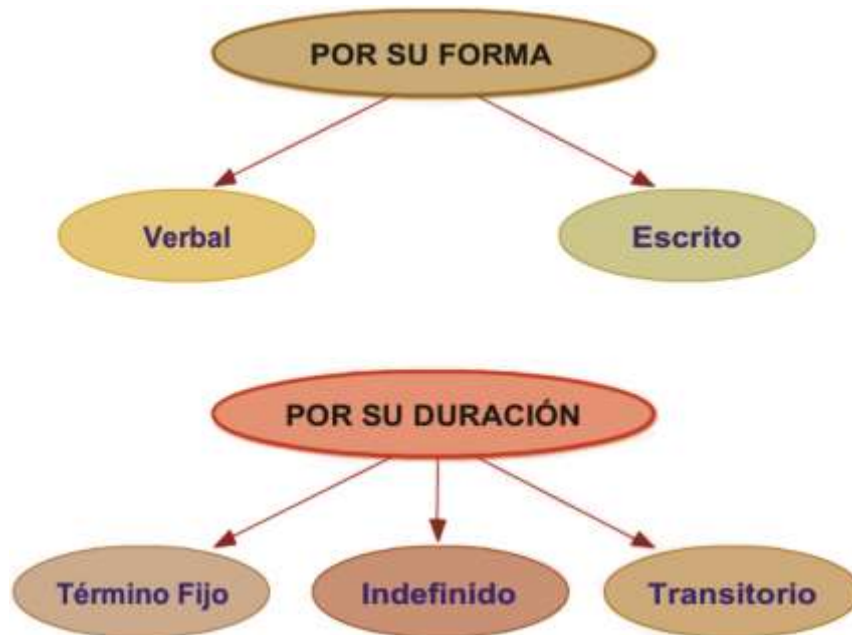 POR SU FORMA
Verbal
Escrito
POR SU DURACIÓN
Término Fijo
Indefinido
Transitorio